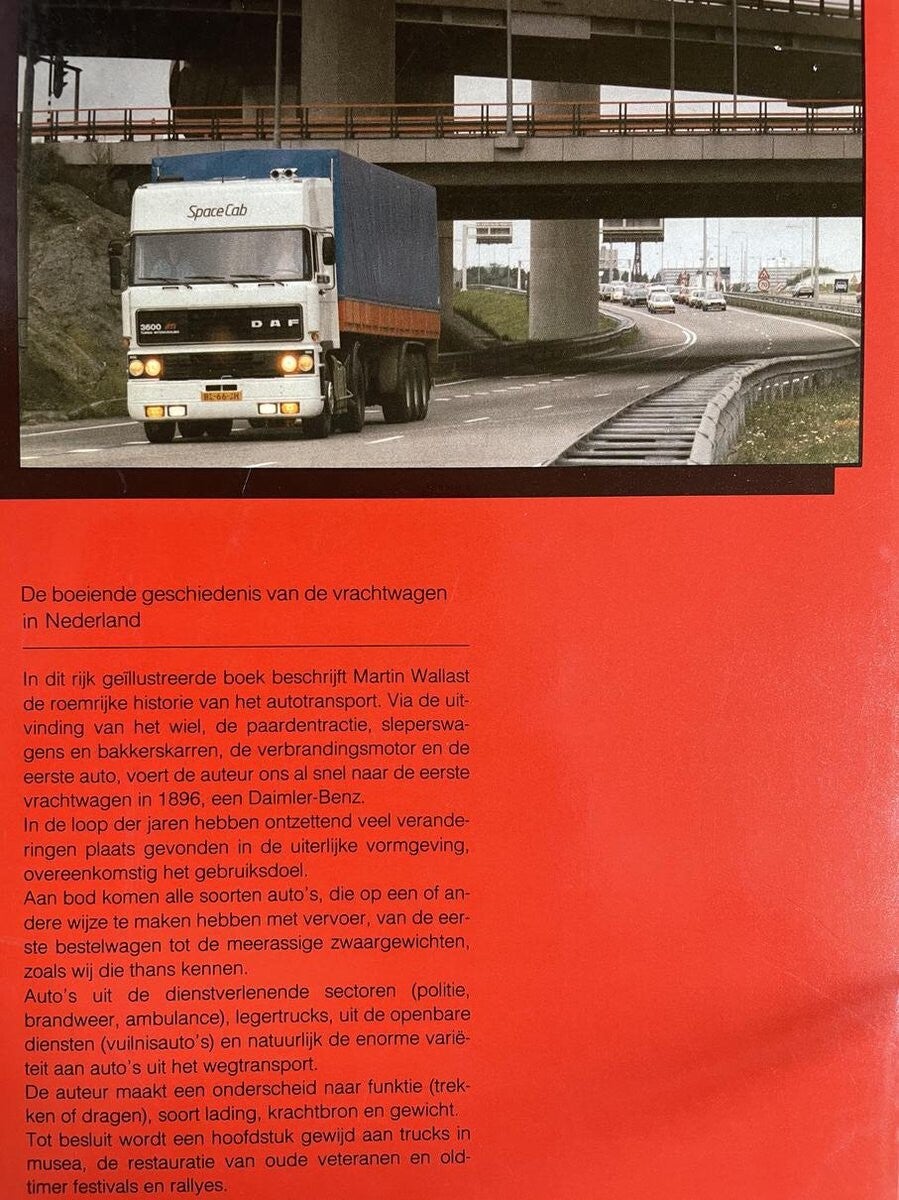 SpaceCab
3600 ATi
TURBO INTERCOOLING
DAF
70
De boeiende geschiedenis van de vrachtwagen
in Nederland
In dit rijk geïllustreerde boek beschrijft Martin Wallast
de roemrijke historie van het autotransport. Via de uit-
vinding van het wiel, de paardentractie, sleperswa-
gens en bakkerskarren, de verbrandingsmotor en de
eerste auto, voert de auteur ons al snel naar de eerste
vrachtwagen in 1896, een Daimler-Benz.
In de loop der jaren hebben ontzettend veel verande-
ringen plaats gevonden in de uiterlijke vormgeving,
overeenkomstig het gebruiksdoel.
Aan bod komen alle soorten auto's, die op een of an-
dere wijze te maken hebben met vervoer, van de eer-
ste bestelwagen tot de meerassige zwaargewichten,
zoals wij die thans kennen.
Auto's uit de dienstverlenende sectoren (politie,
brandweer, ambulance), legertrucks, uit de openbare
diensten (vuilnisauto's) en natuurlijk de enorme varië-
teit aan auto's uit het wegtransport.
De auteur maakt een onderscheid naar funktie (trek-
ken of dragen), soort lading, krachtbron en gewicht.
Tot besluit wordt een hoofdstuk gewijd aan trucks in
musea, de restauratie van oude veteranen en old-
timer festivals en rallyes.